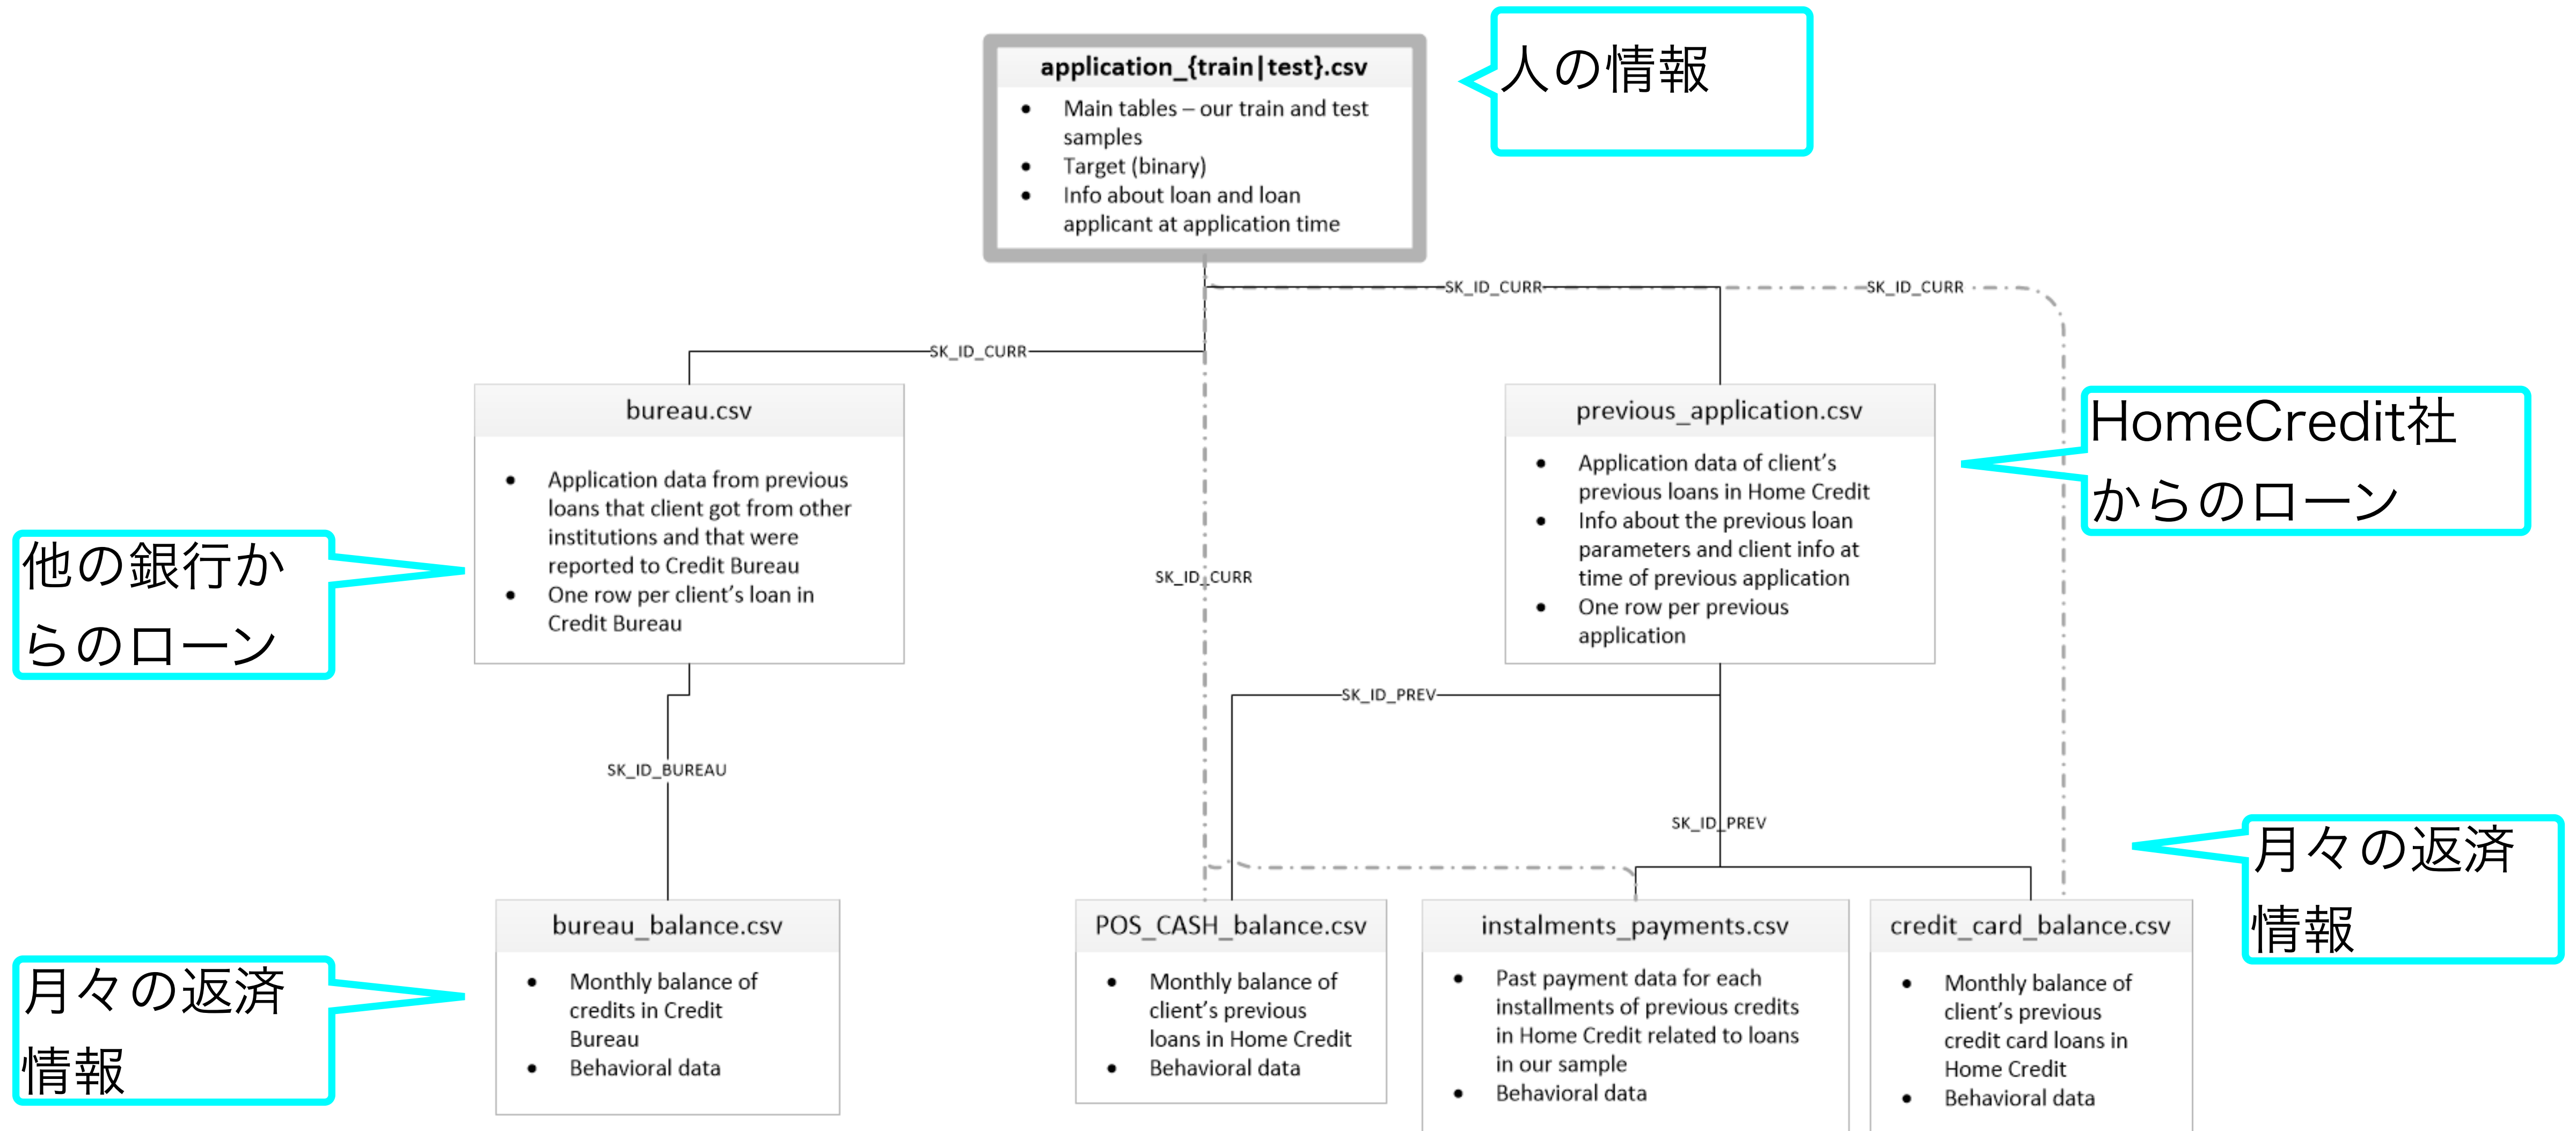 application_{train|test}.csv
• Main tables – our train and test
samples
• Target (binary)
• Info about loan and loan
applicant at application time
人の情報
SK_ID_CURR
SK_ID_CURR
SK_ID_CURR
bureau.csv
• Application data from previous
loans that client got from other
institutions and that were
reported to Credit Bureau
• One row per client’s loan in
Credit Bureau
他の銀行か
らのローン
SK_ID_CURR
previous_application.csv
• Application data of client’s
previous loans in Home Credit
• Info about the previous loan
parameters and client info at
time of previous application
• One row per previous
application
HomeCredit社
からのローン
SK_ID_PREV
SK_ID_BUREAU
SK_ID_PREV
月々の返済
情報
bureau_balance.csv
• Monthly balance of
credits in Credit
Bureau
• Behavioral data
月々の返済
情報
POS_CASH_balance.csv
• Monthly balance of
client’s previous
loans in Home Credit
• Behavioral data
instalments_payments.csv
• Past payment data for each
installments of previous credits
in Home Credit related to loans
in our sample
• Behavioral data
credit_card_balance.csv
• Monthly balance of
client’s previous
credit card loans in
Home Credit
• Behavioral data